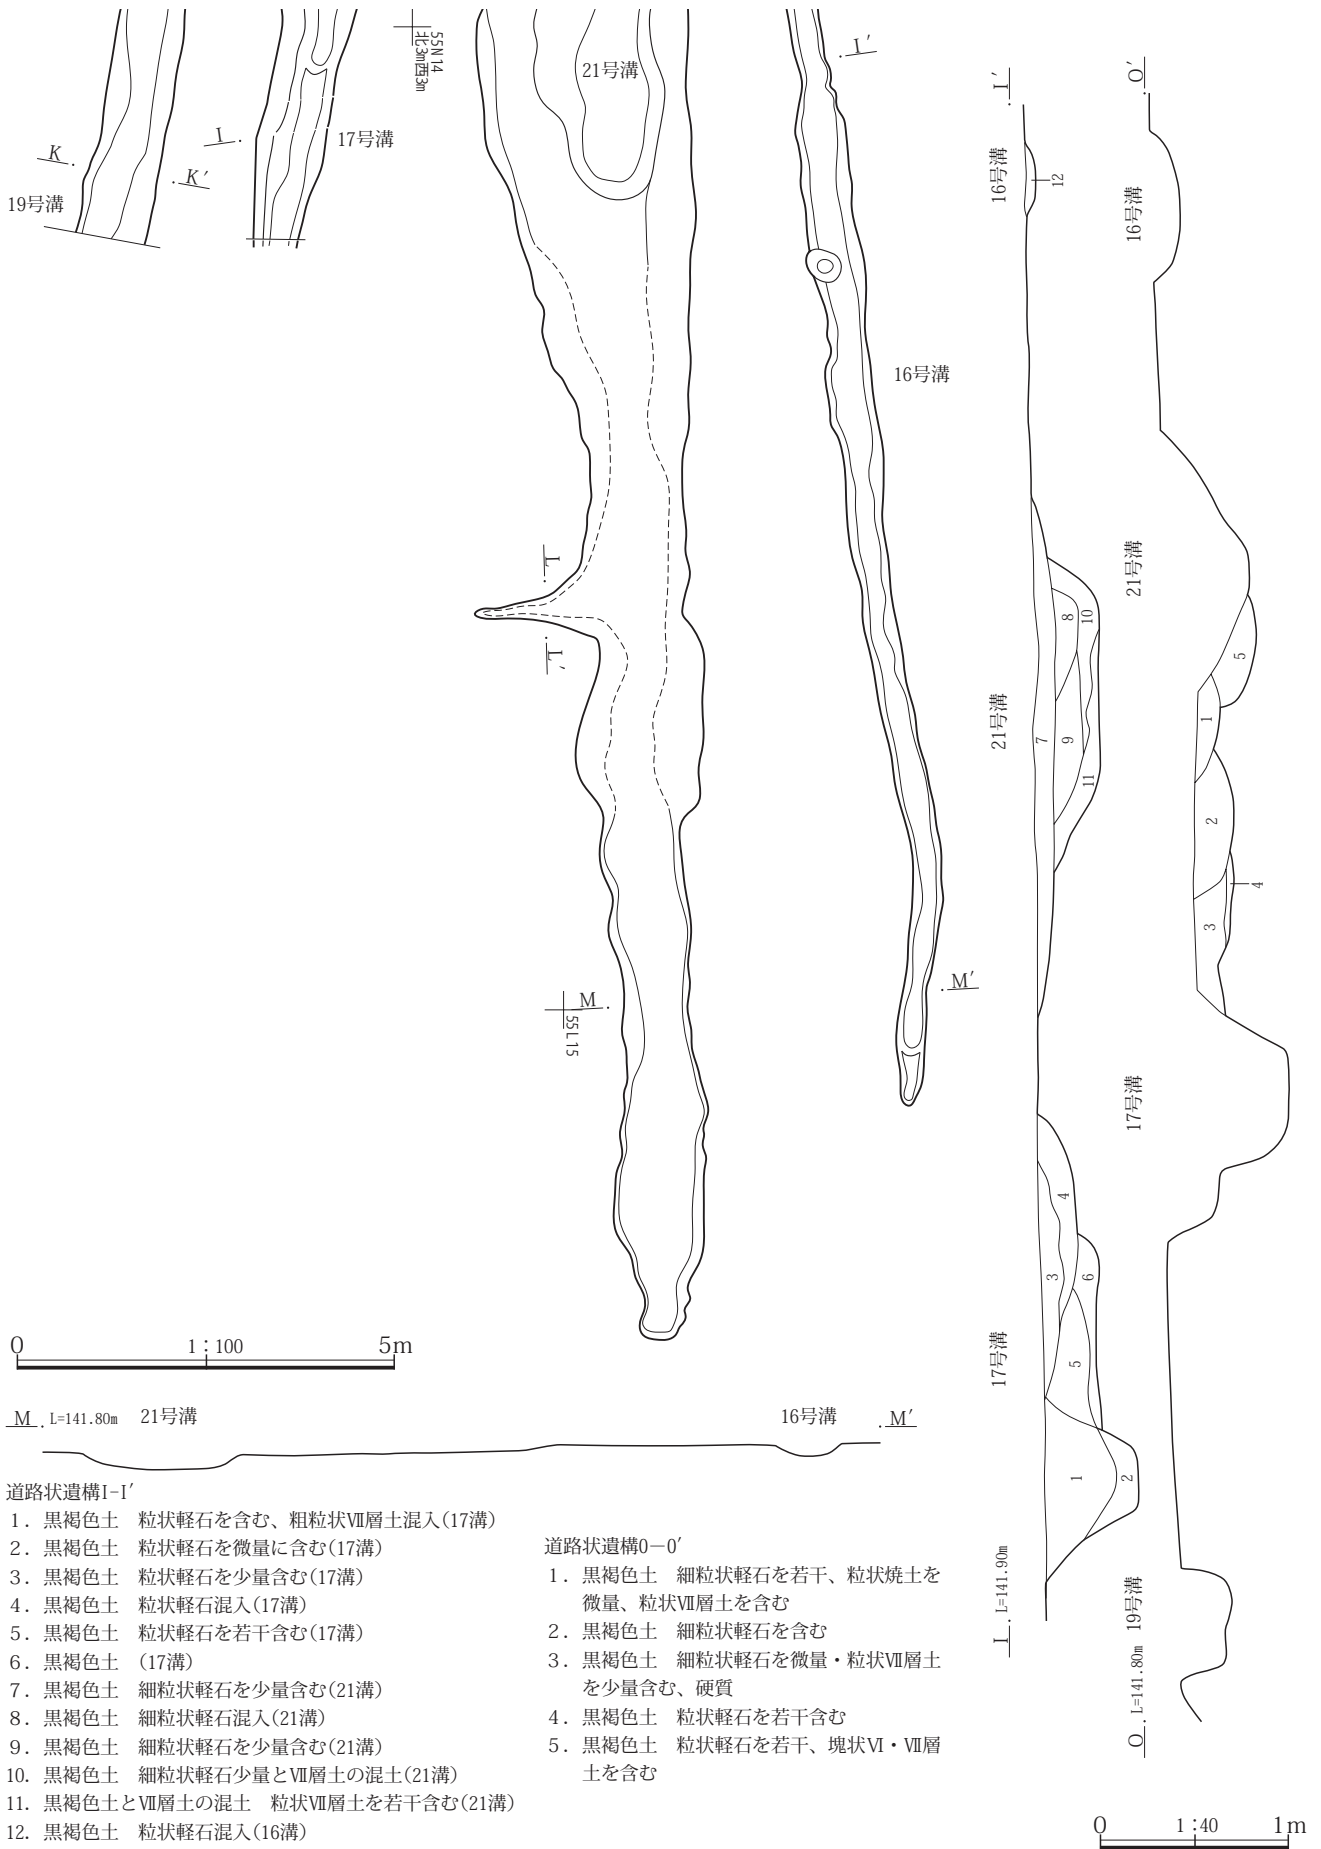 55N14
北3m西3m
21号溝
I′
I
17号溝
K
K′
19号溝
16号溝
L
L′
M
55L15
M′
0 1：100 5m
M L=141.80m 21号溝 16号溝 M′
I′
16号溝
12
21号溝
8
10
7
9
11
17号溝
4
3
6
5
1
2
I L=141.90m
O′
16号溝
21号溝
5
1
2
4
3
17号溝
19号溝
O L=141.80m
道路状遺構I-I′
1．黒褐色土　粒状軽石を含む、粗粒状Ⅶ層土混入(17溝)
2．黒褐色土　粒状軽石を微量に含む(17溝)
3．黒褐色土　粒状軽石を少量含む(17溝)
4．黒褐色土　粒状軽石混入(17溝)
5．黒褐色土　粒状軽石を若干含む(17溝)
6．黒褐色土　(17溝)
7．黒褐色土　細粒状軽石を少量含む(21溝)
8．黒褐色土　細粒状軽石混入(21溝)
9．黒褐色土　細粒状軽石を少量含む(21溝)
10．黒褐色土　細粒状軽石少量とⅦ層土の混土(21溝)
11．黒褐色土とⅦ層土の混土　粒状Ⅶ層土を若干含む(21溝)
12．黒褐色土　粒状軽石混入(16溝)
道路状遺構O－O′
1．黒褐色土　細粒状軽石を若干、粒状焼土を
微量、粒状Ⅶ層土を含む
2．黒褐色土　細粒状軽石を含む
3．黒褐色土　細粒状軽石を微量・粒状Ⅶ層土
を少量含む、硬質
4．黒褐色土　粒状軽石を若干含む
5．黒褐色土　粒状軽石を若干、塊状Ⅵ・Ⅶ層
土を含む
0 1：40 1m